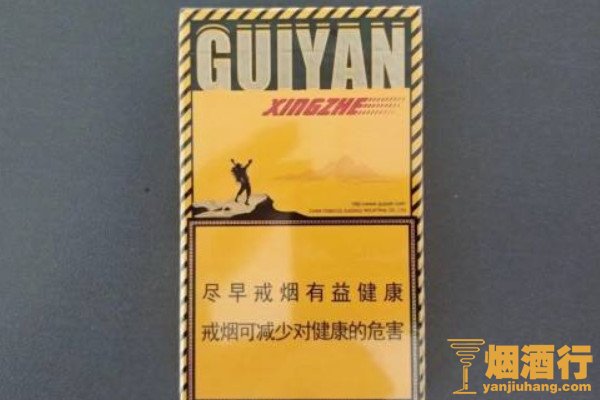 GUIYAN
XINGZHE
尽早戒烟有益健康
戒烟可减少对健康的危害
烟酒行
yanjiuhang.com